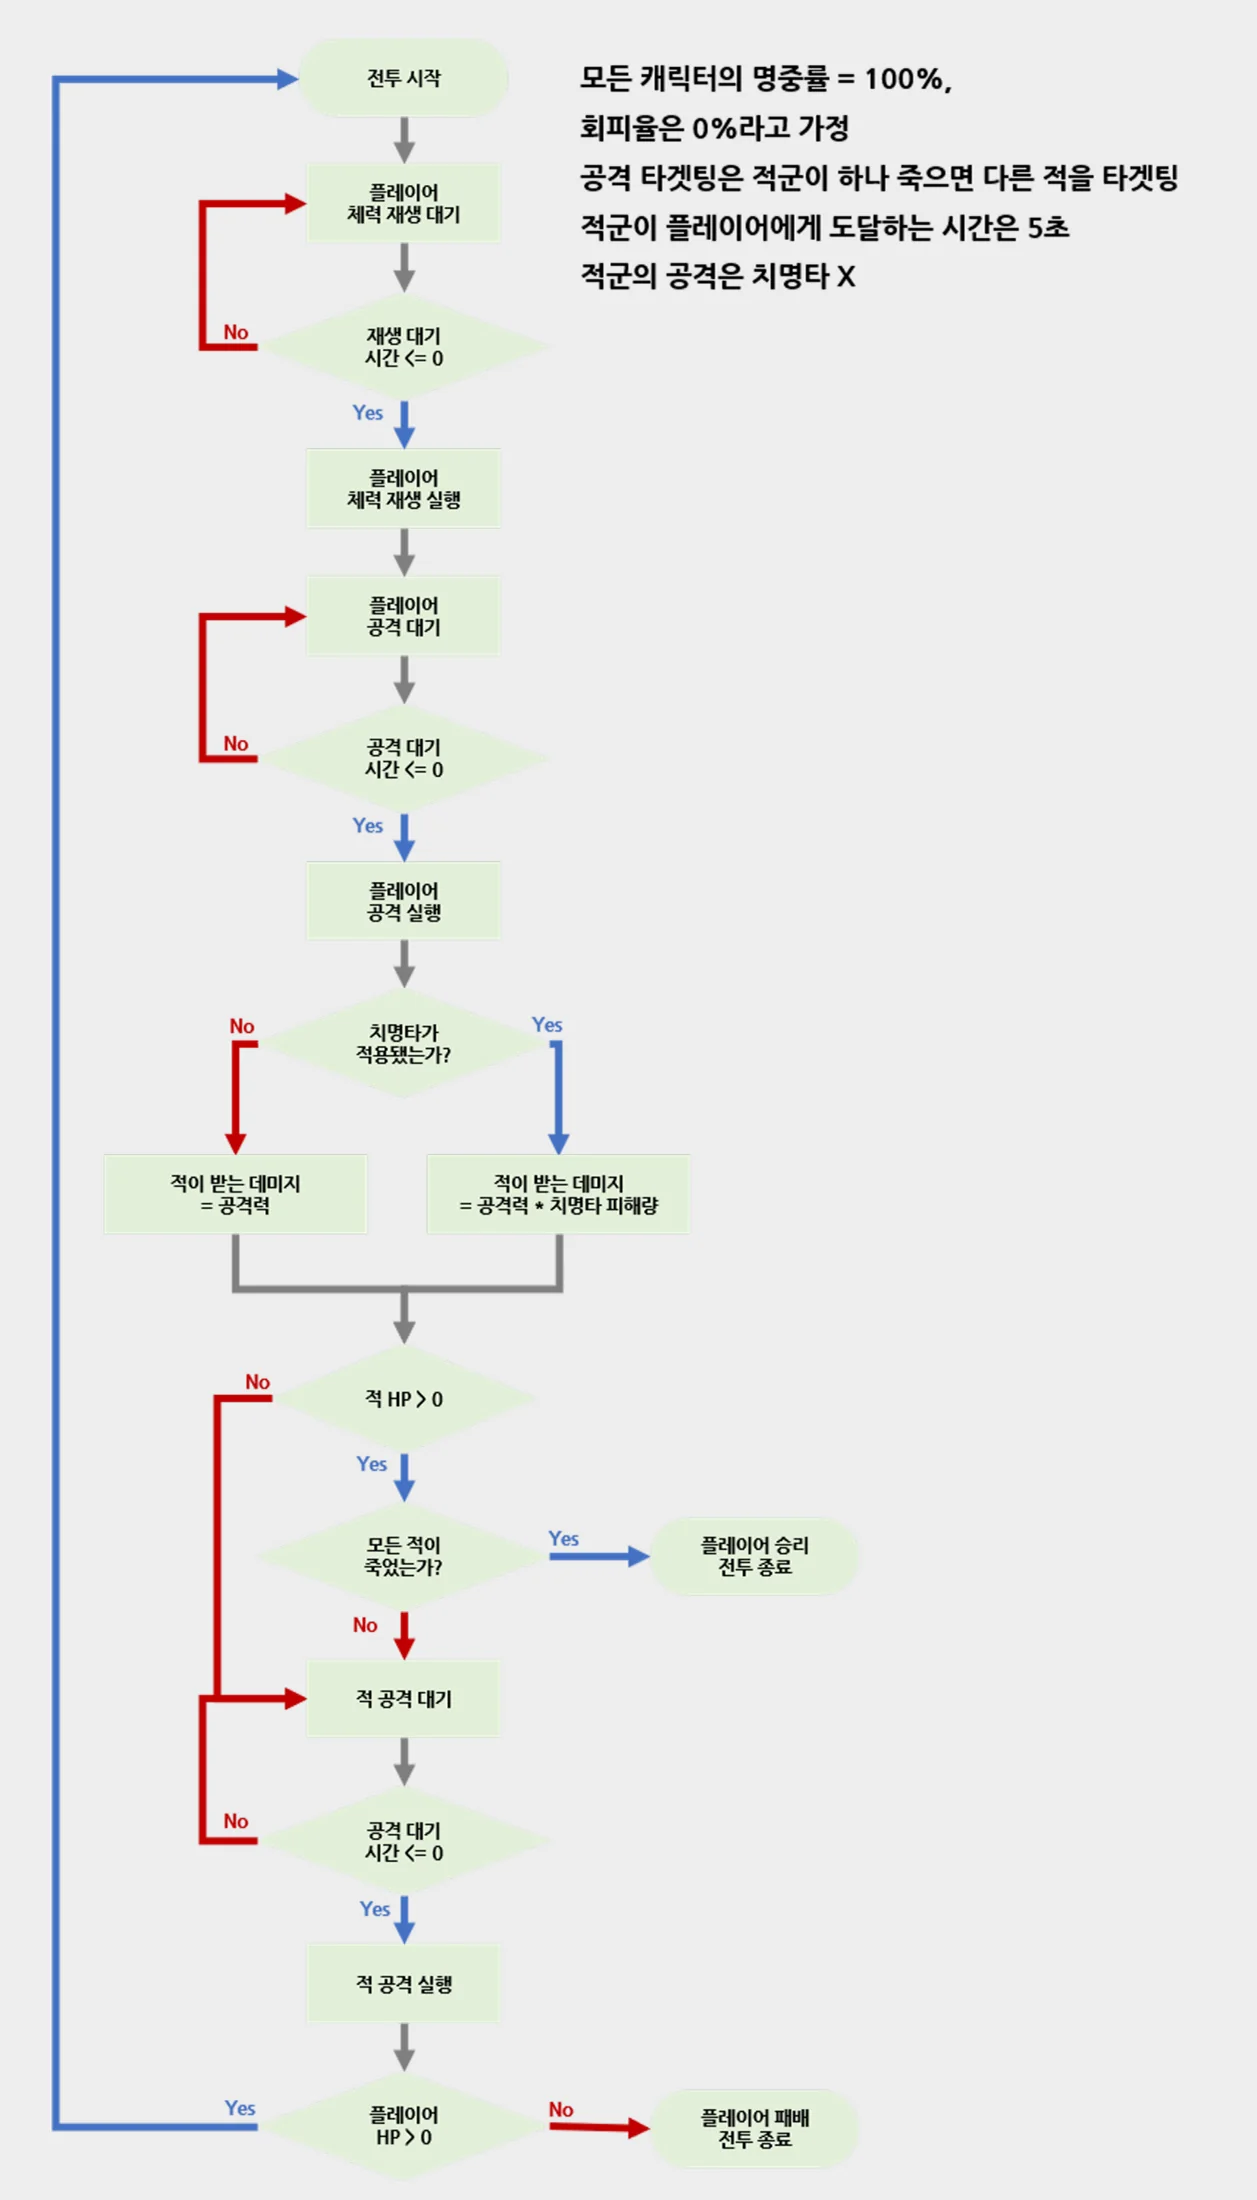 전투 시작
모든 캐릭터의 명중률 = 100%,
회피율은 0%라고 가정
공격 타겟팅은 적군이 하나 죽으면 다른 적을 타겟팅
적군이 플레이어에게 도달하는 시간은 5초
적군의 공격은 치명타 X
플레이어
체력 재생 대기
재생 대기
시간 <= 0
No
Yes
플레이어
체력 재생 실행
플레이어
공격 대기
공격 대기
시간 <= 0
No
Yes
플레이어
공격 실행
치명타가
적용됐는가?
No
Yes
적이 받는 데미지
= 공격력
적이 받는 데미지
= 공격력 * 치명타 피해량
적 HP > 0
No
Yes
모든 적이
죽었는가?
Yes
플레이어 승리
전투 종료
No
적 공격 대기
공격 대기
시간 <= 0
No
Yes
적 공격 실행
플레이어
HP > 0
Yes
No
플레이어 패배
전투 종료